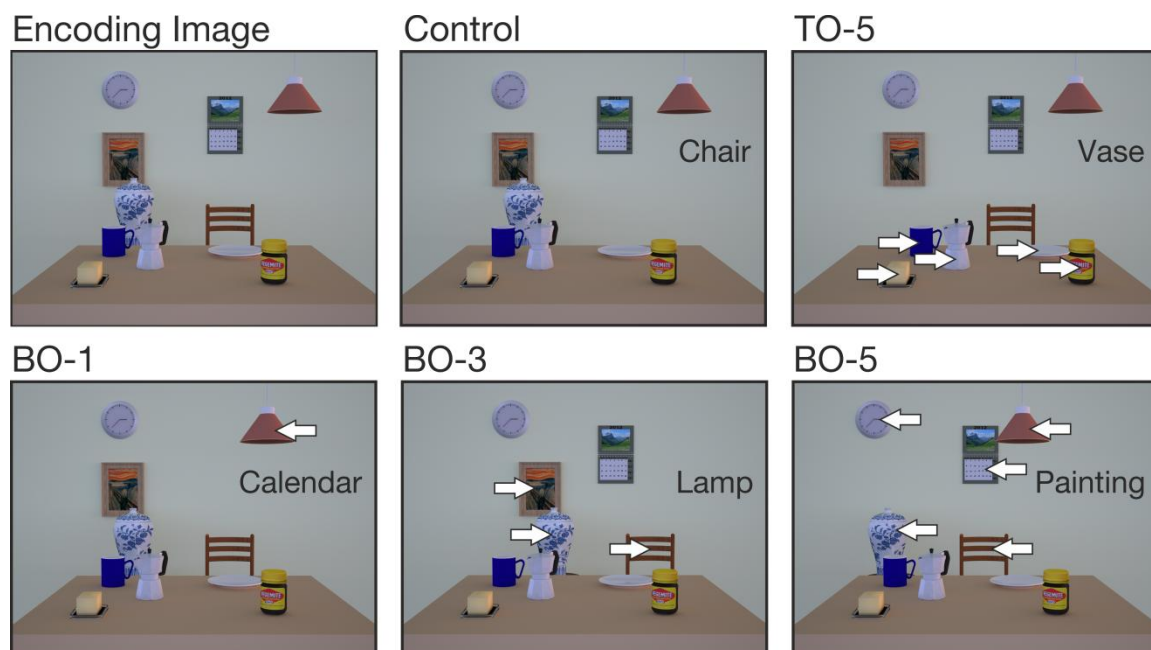 Encoding Image
Control
TO-5
Chair
Vase
BO-1
BO-3
BO-5
Calendar
Lamp
Painting